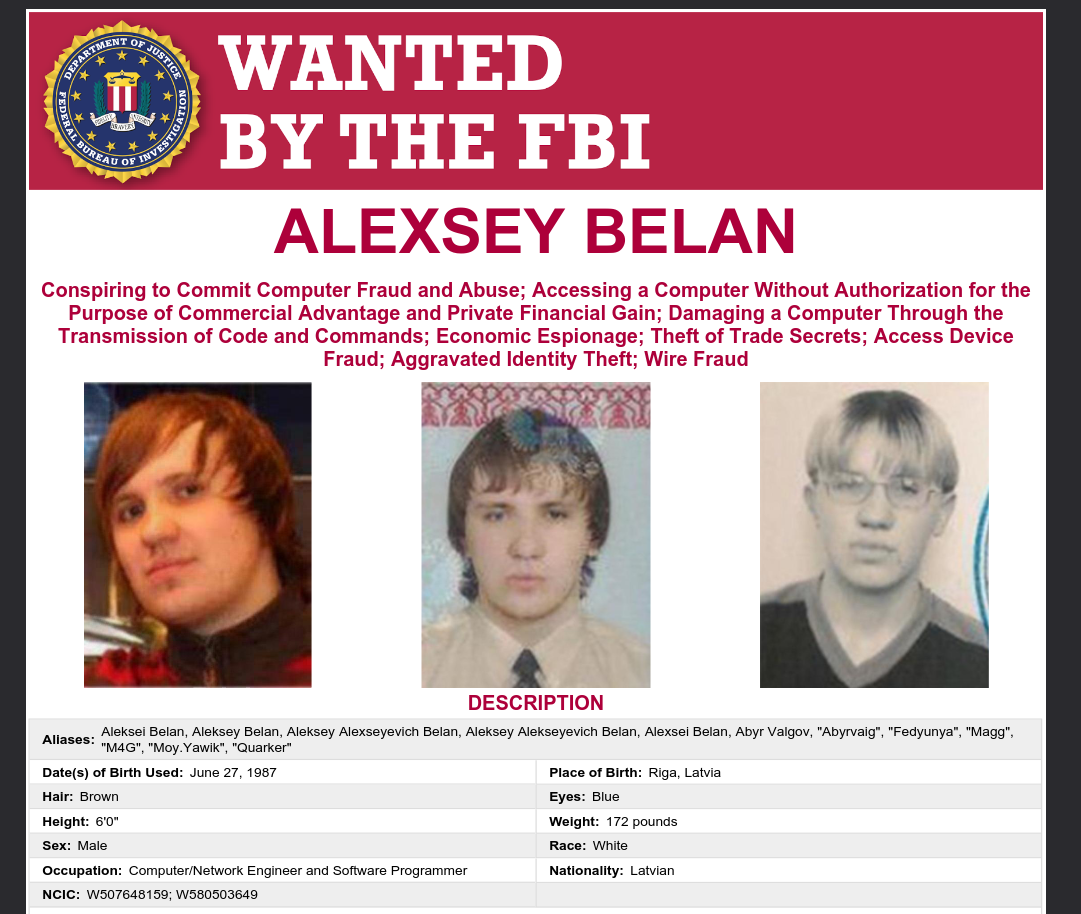 DEPARTMENT OF JUSTICE
FEDERAL BUREAU OF INVESTIGATION
BRAVERY
WANTED
BY THE FBI
ALEXSEY BELAN
Conspiring to Commit Computer Fraud and Abuse; Accessing a Computer Without Authorization for the
Purpose of Commercial Advantage and Private Financial Gain; Damaging a Computer Through the
Transmission of Code and Commands; Economic Espionage; Theft of Trade Secrets; Access Device
Fraud; Aggravated Identity Theft; Wire Fraud
DESCRIPTION
Aliases: Aleksei Belan, Aleksey Belan, Aleksey Alexseyevich Belan, Aleksey Alekseyevich Belan, Alexsei Belan, Abyr Valgov, "Abyrvaig", "Fedyunya", "Magg",
"M4G", "Moy.Yawik", "Quarker"
Date(s) of Birth Used: June 27, 1987 Place of Birth: Riga, Latvia
Hair: Brown Eyes: Blue
Height: 6'0" Weight: 172 pounds
Sex: Male Race: White
Occupation: Computer/Network Engineer and Software Programmer Nationality: Latvian
NCIC: W507648159; W580503649